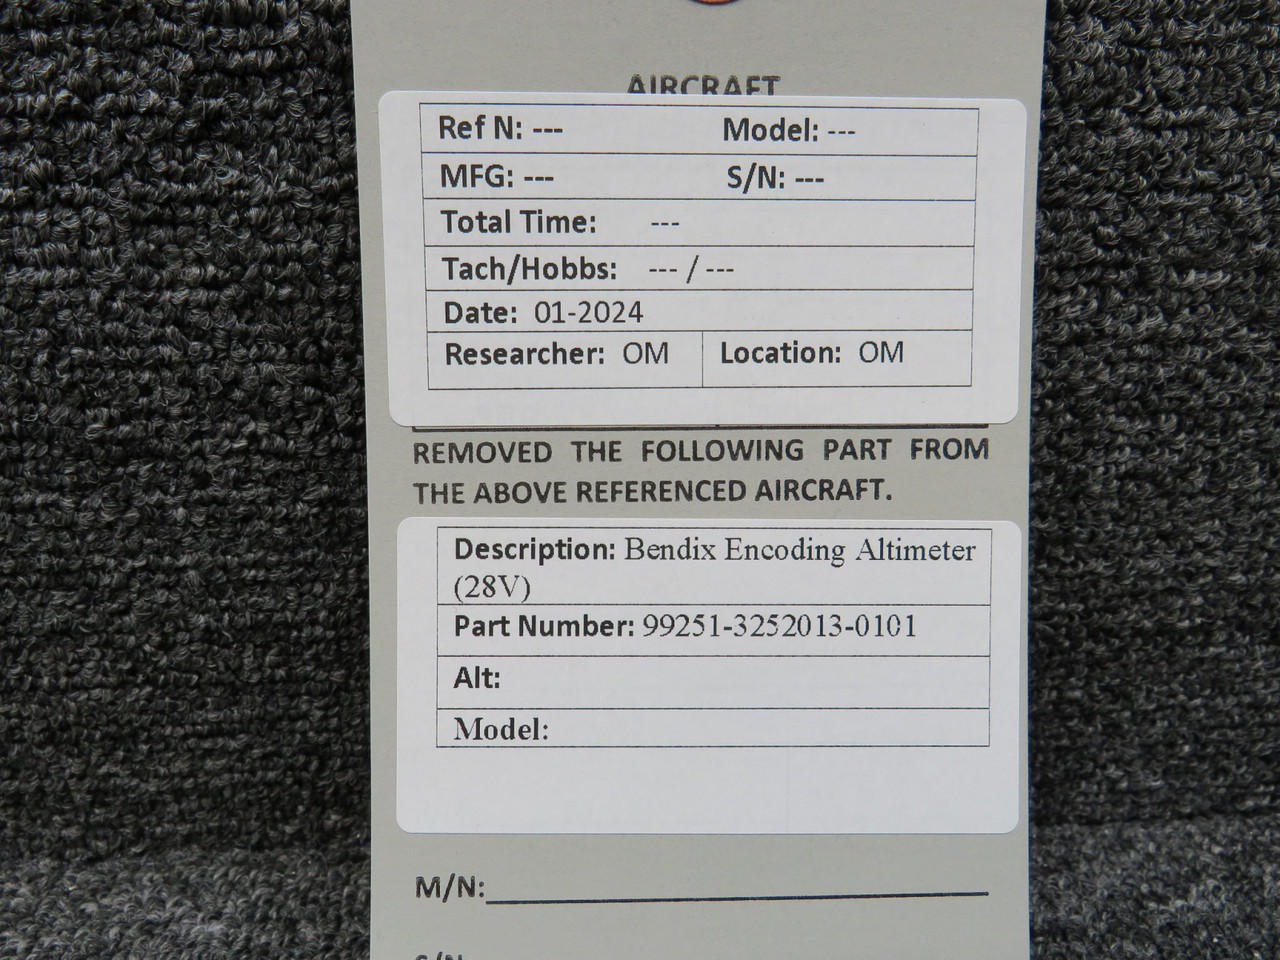 AIRCRAFT
Ref N: --- Model: ---
MFG: --- S/N: ---
Total Time: ---
Tach/Hobbs: --- / ---
Date: 01-2024
Researcher: OM Location: OM
REMOVED THE FOLLOWING PART FROM
THE ABOVE REFERENCED AIRCRAFT.
Description: Bendix Encoding Altimeter
(28V)
Part Number: 99251-3252013-0101
Alt:
Model:
M/N:
S/N